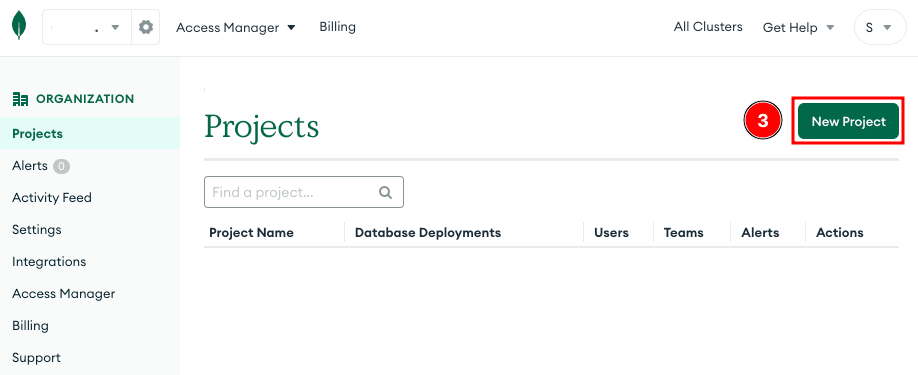 Access Manager Billing All Clusters Get Help S
ORGANIZATION
Projects
Alerts 0
Activity Feed
Settings
Integrations
Access Manager
Billing
Support
Projects
3 New Project
Find a project...
Project Name Database Deployments Users Teams Alerts Actions